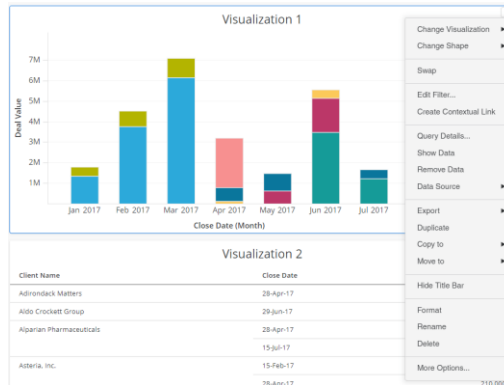 Visualization 1
7M
6M
5M
4M
3M
2M
1M
Deal Value
Jan 2017 Feb 2017 Mar 2017 Apr 2017 May 2017 Jun 2017 Jul 2017
Close Date (Month)
Change Visualization
Change Shape
Swap
Edit Filter...
Create Contextual Link
Query Details...
Show Data
Remove Data
Data Source
Export
Duplicate
Copy to
Move to
Hide Title Bar
Format
Rename
Delete
More Options...
Visualization 2
Client Name Close Date
Adirondack Matters 28-Apr-17
Aldo Crockett Group 29-Jun-17
Alparian Pharmaceuticals 28-Apr-17
15-Jul-17
Asteria, Inc. 15-Feb-17
28-Apr-17